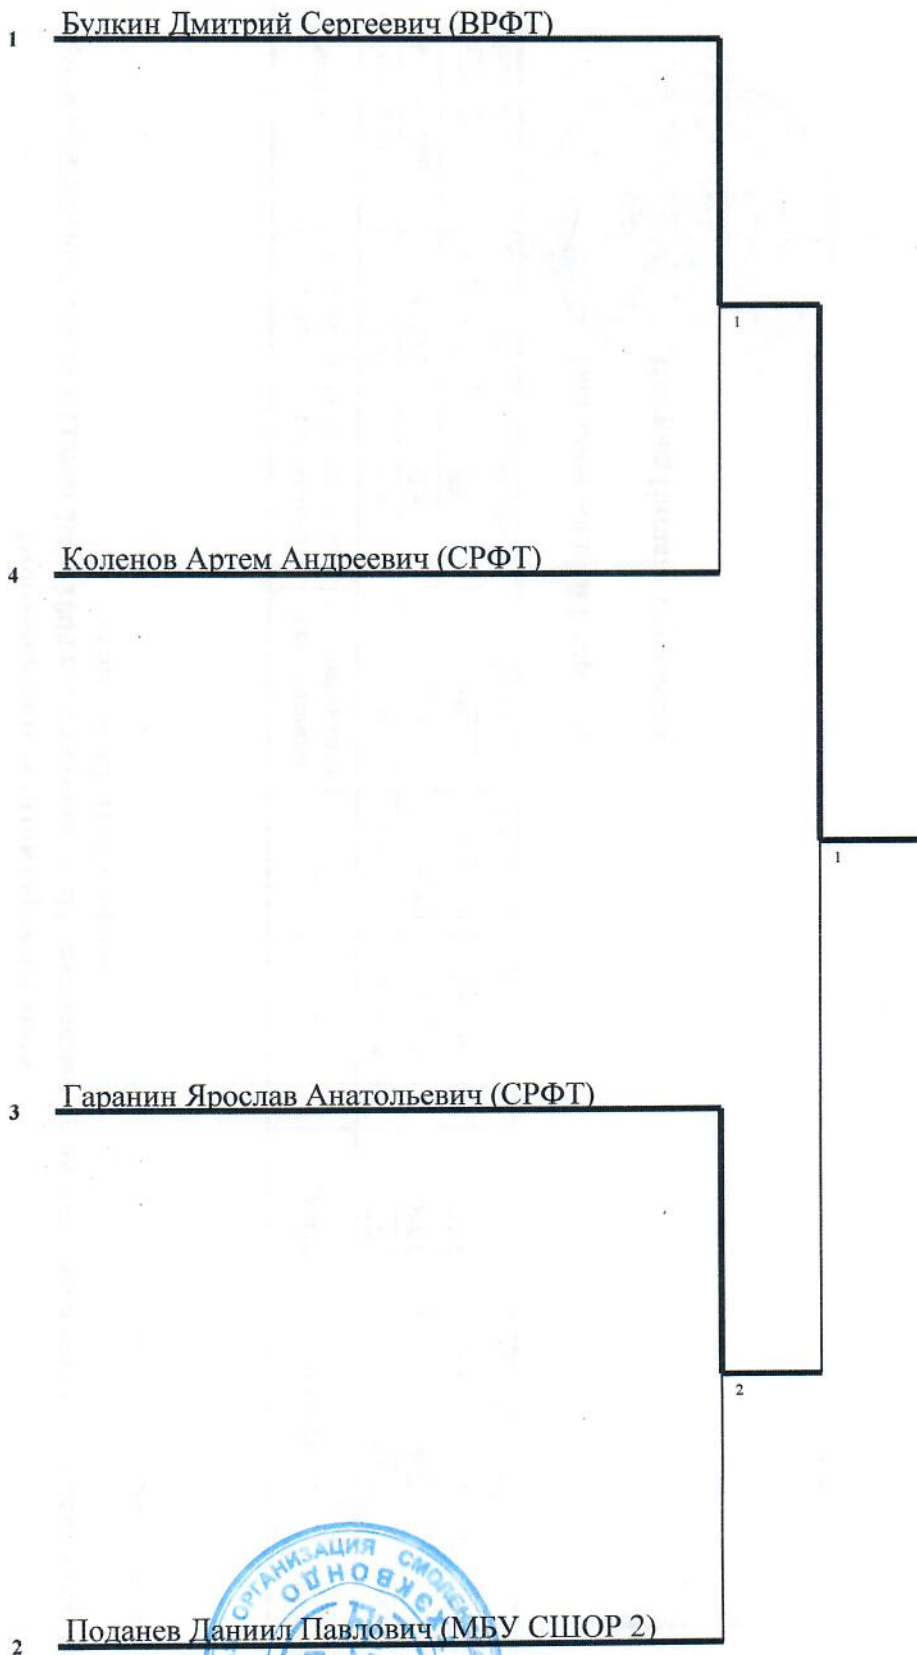 1 Булкин Дмитрий Сергеевич (ВРФТ)
1
4 Коленов Артем Андреевич (СРФТ)
1
3 Гаранин Ярослав Анатольевич (СРФТ)
2
ОРГАНИЗАЦИЯ
2 Поданев Даниил Павлович (МБУ СШОР 2)